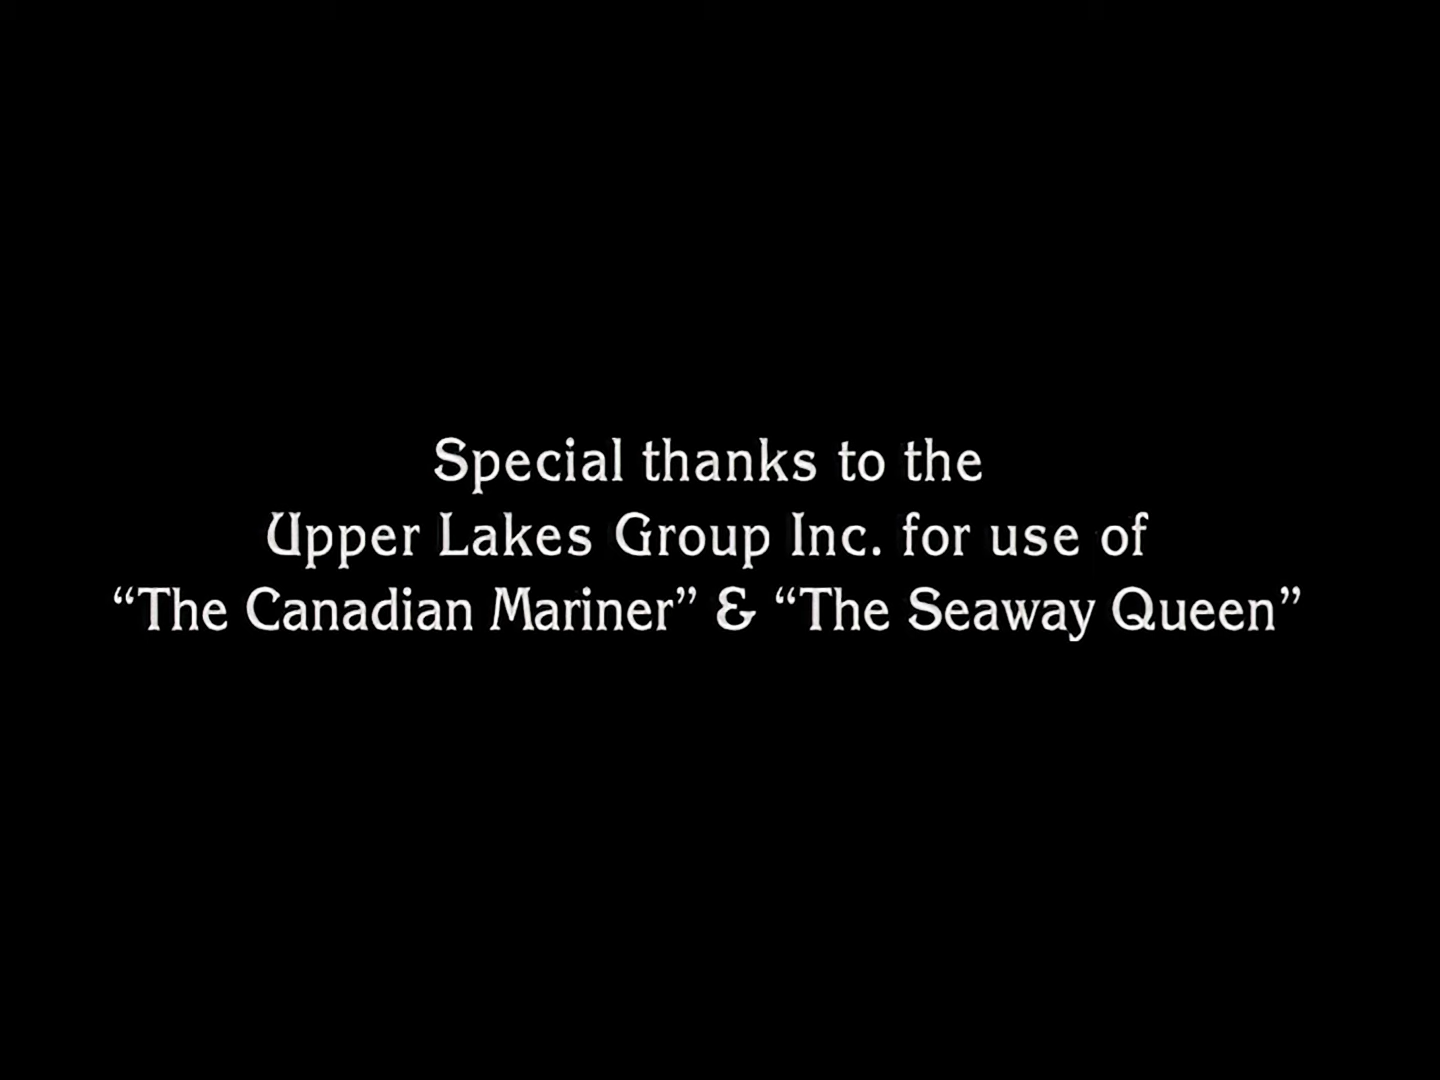 Special thanks to the
Upper Lakes Group Inc. for use of
“The Canadian Mariner” & “The Seaway Queen”